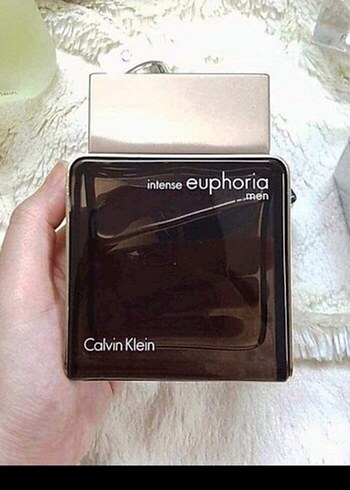 intense euphoria
men
Calvin Klein